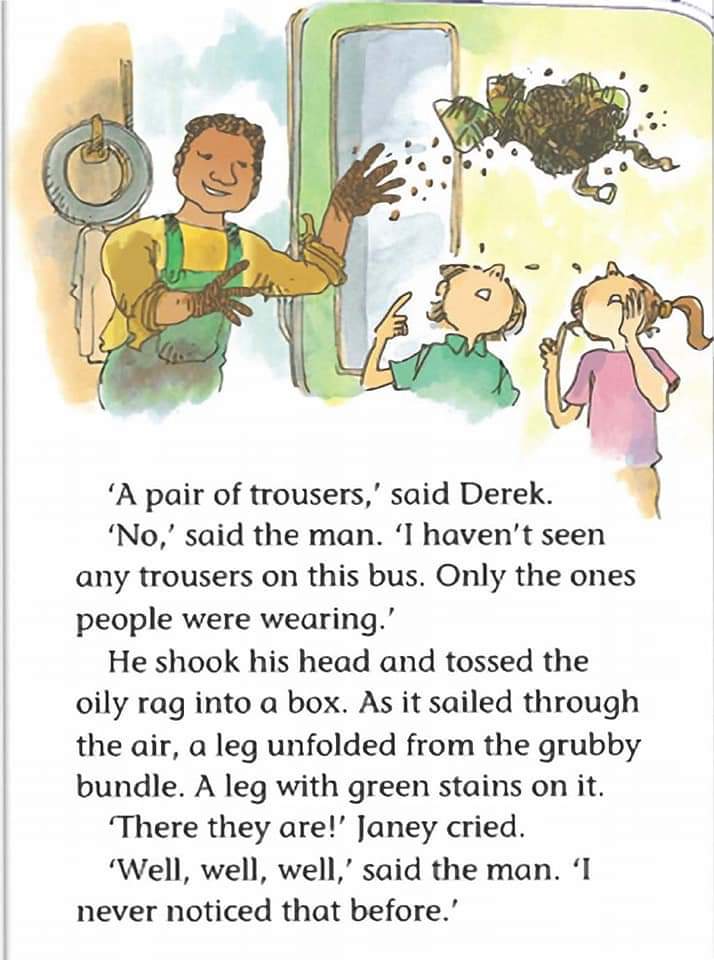 ‘A pair of trousers,’ said Derek.
‘No,’ said the man. ‘I haven’t seen
any trousers on this bus. Only the ones
people were wearing.’
He shook his head and tossed the
oily rag into a box. As it sailed through
the air, a leg unfolded from the grubby
bundle. A leg with green stains on it.
‘There they are!’ Janey cried.
‘Well, well, well,’ said the man. ‘I
never noticed that before.’